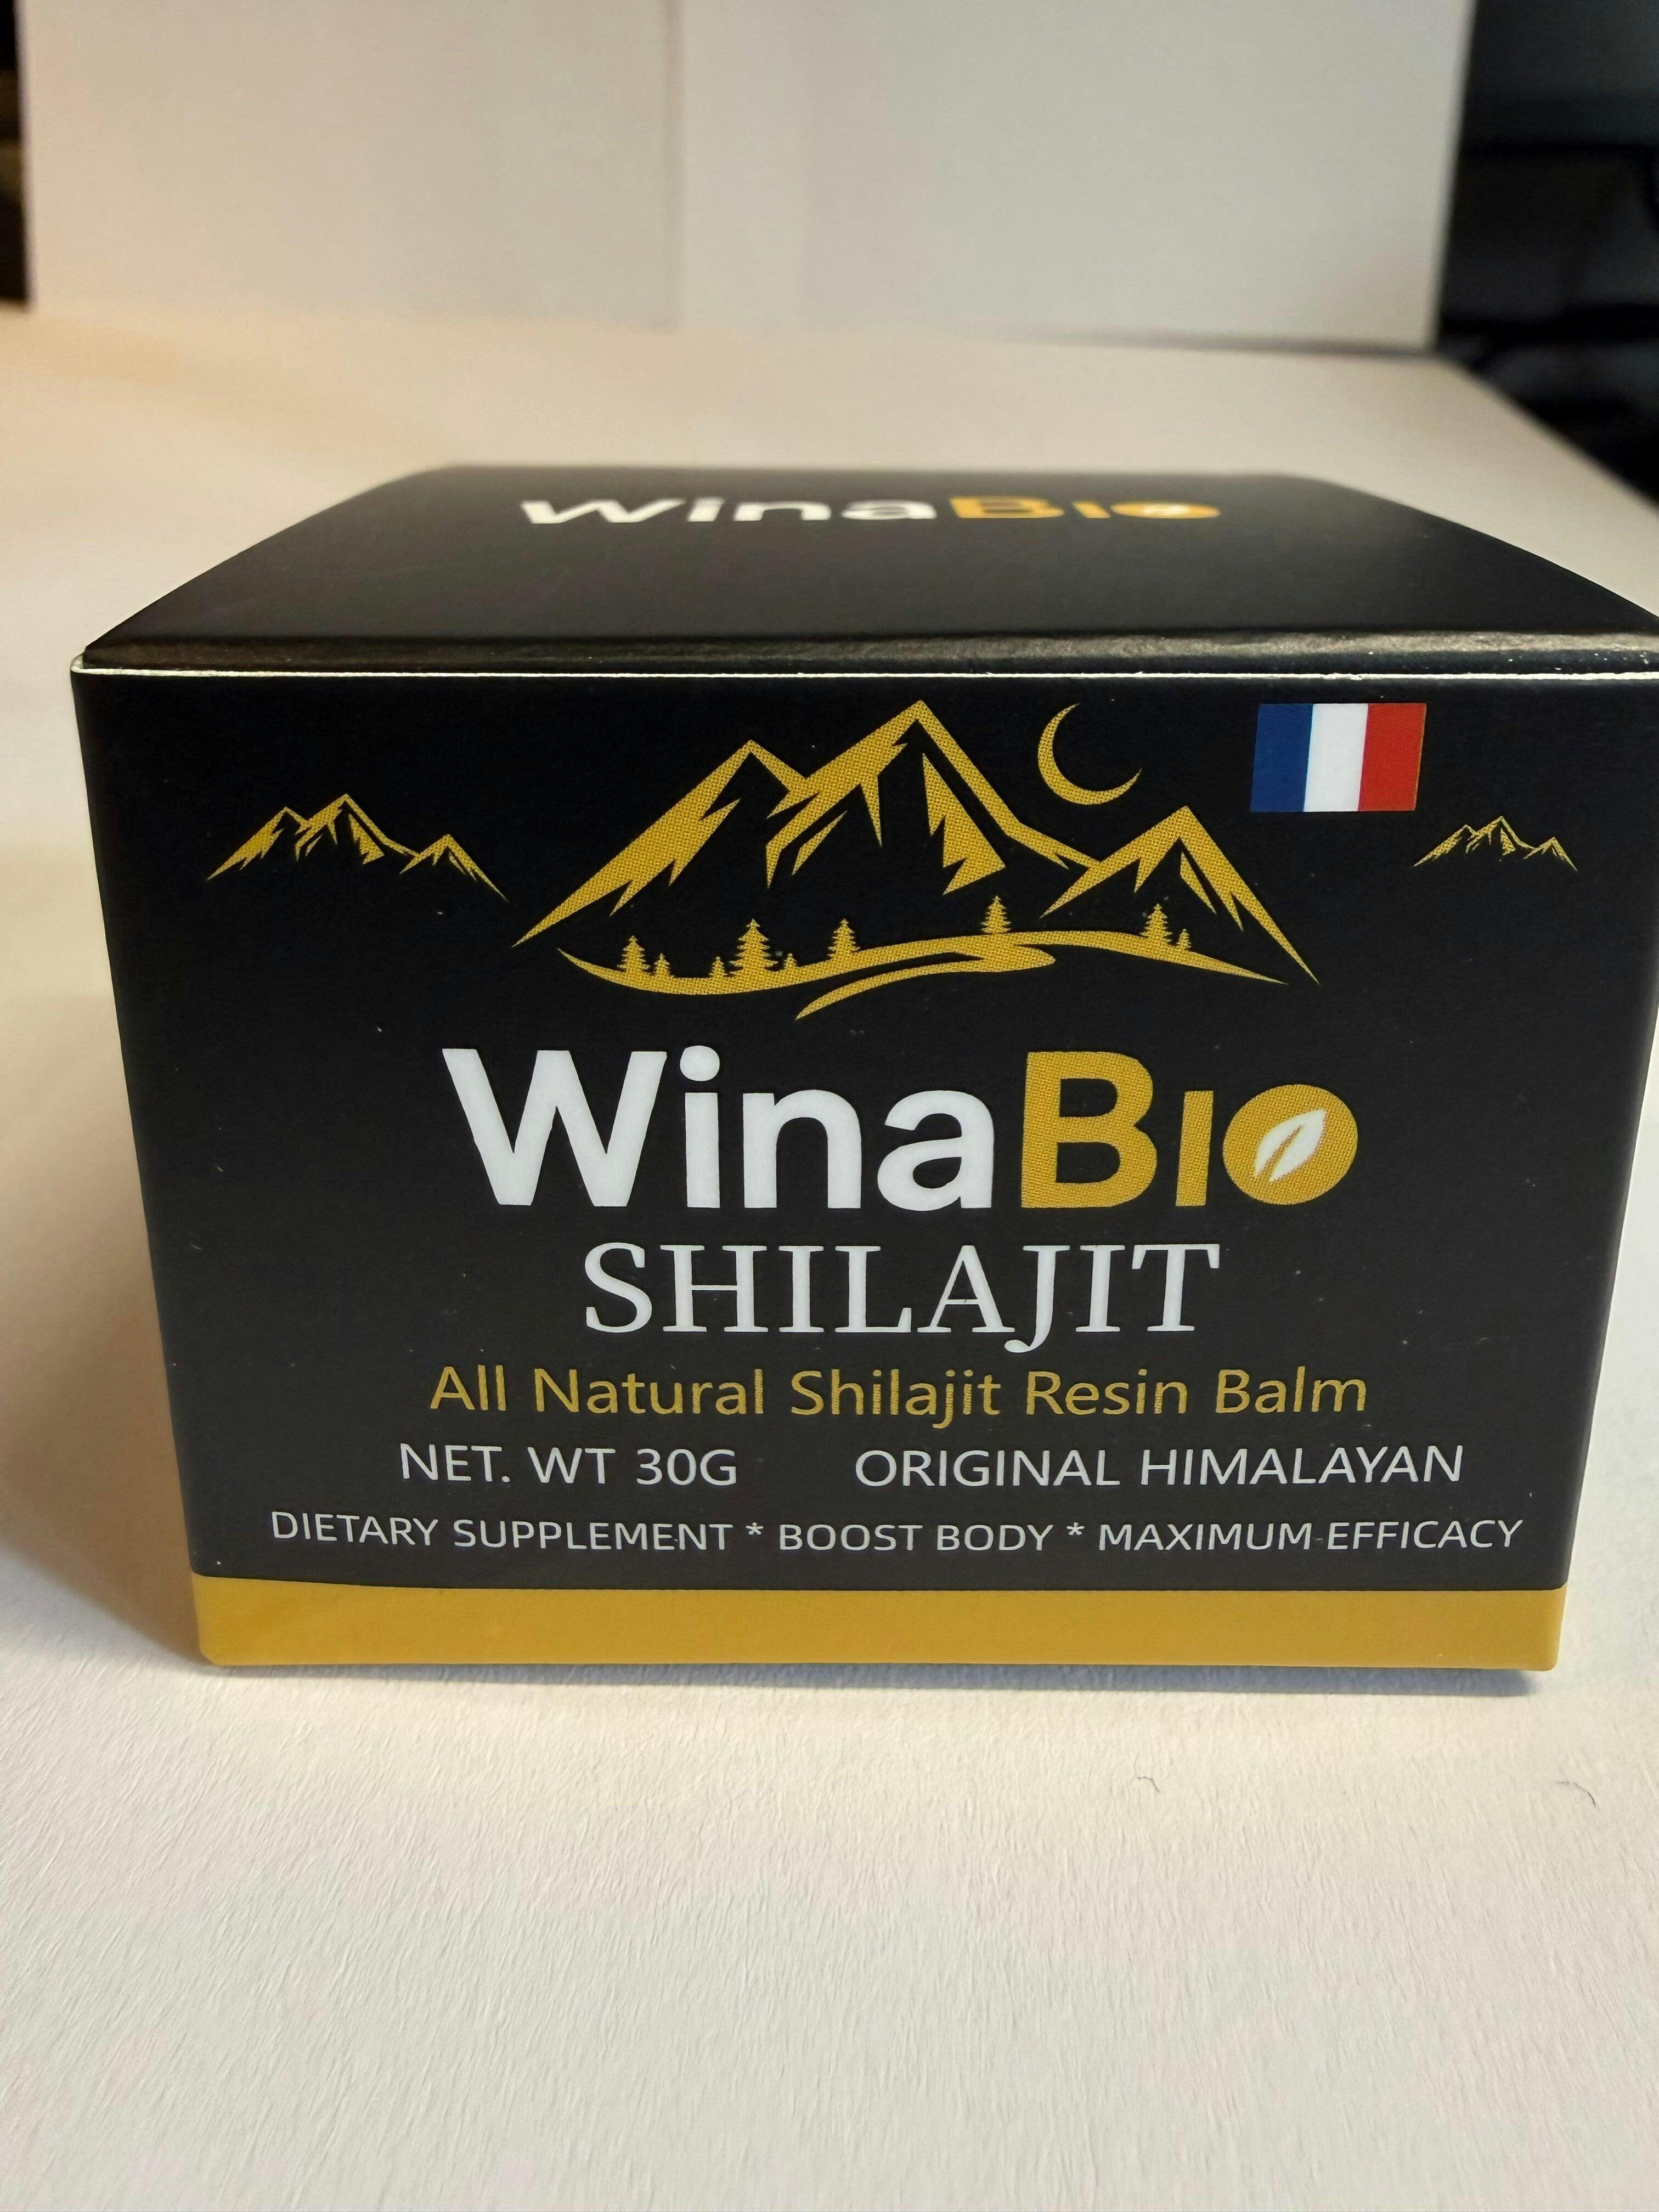 WinaBio
WinaBio
SHILAJIT
All Natural Shilajit Resin Balm
NET. WT 30G ORIGINAL HIMALAYAN
DIETARY SUPPLEMENT * BOOST BODY * MAXIMUM EFFICACY